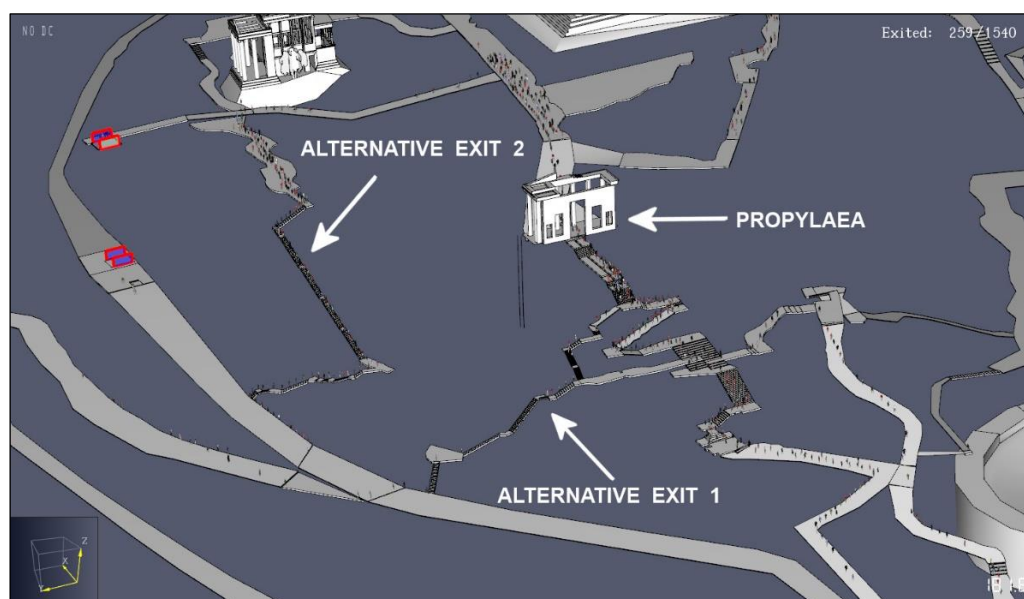 NO DC
Exited: 259/1540
ALTERNATIVE EXIT 2
PROPYLAEA
ALTERNATIVE EXIT 1
Z
X
Y